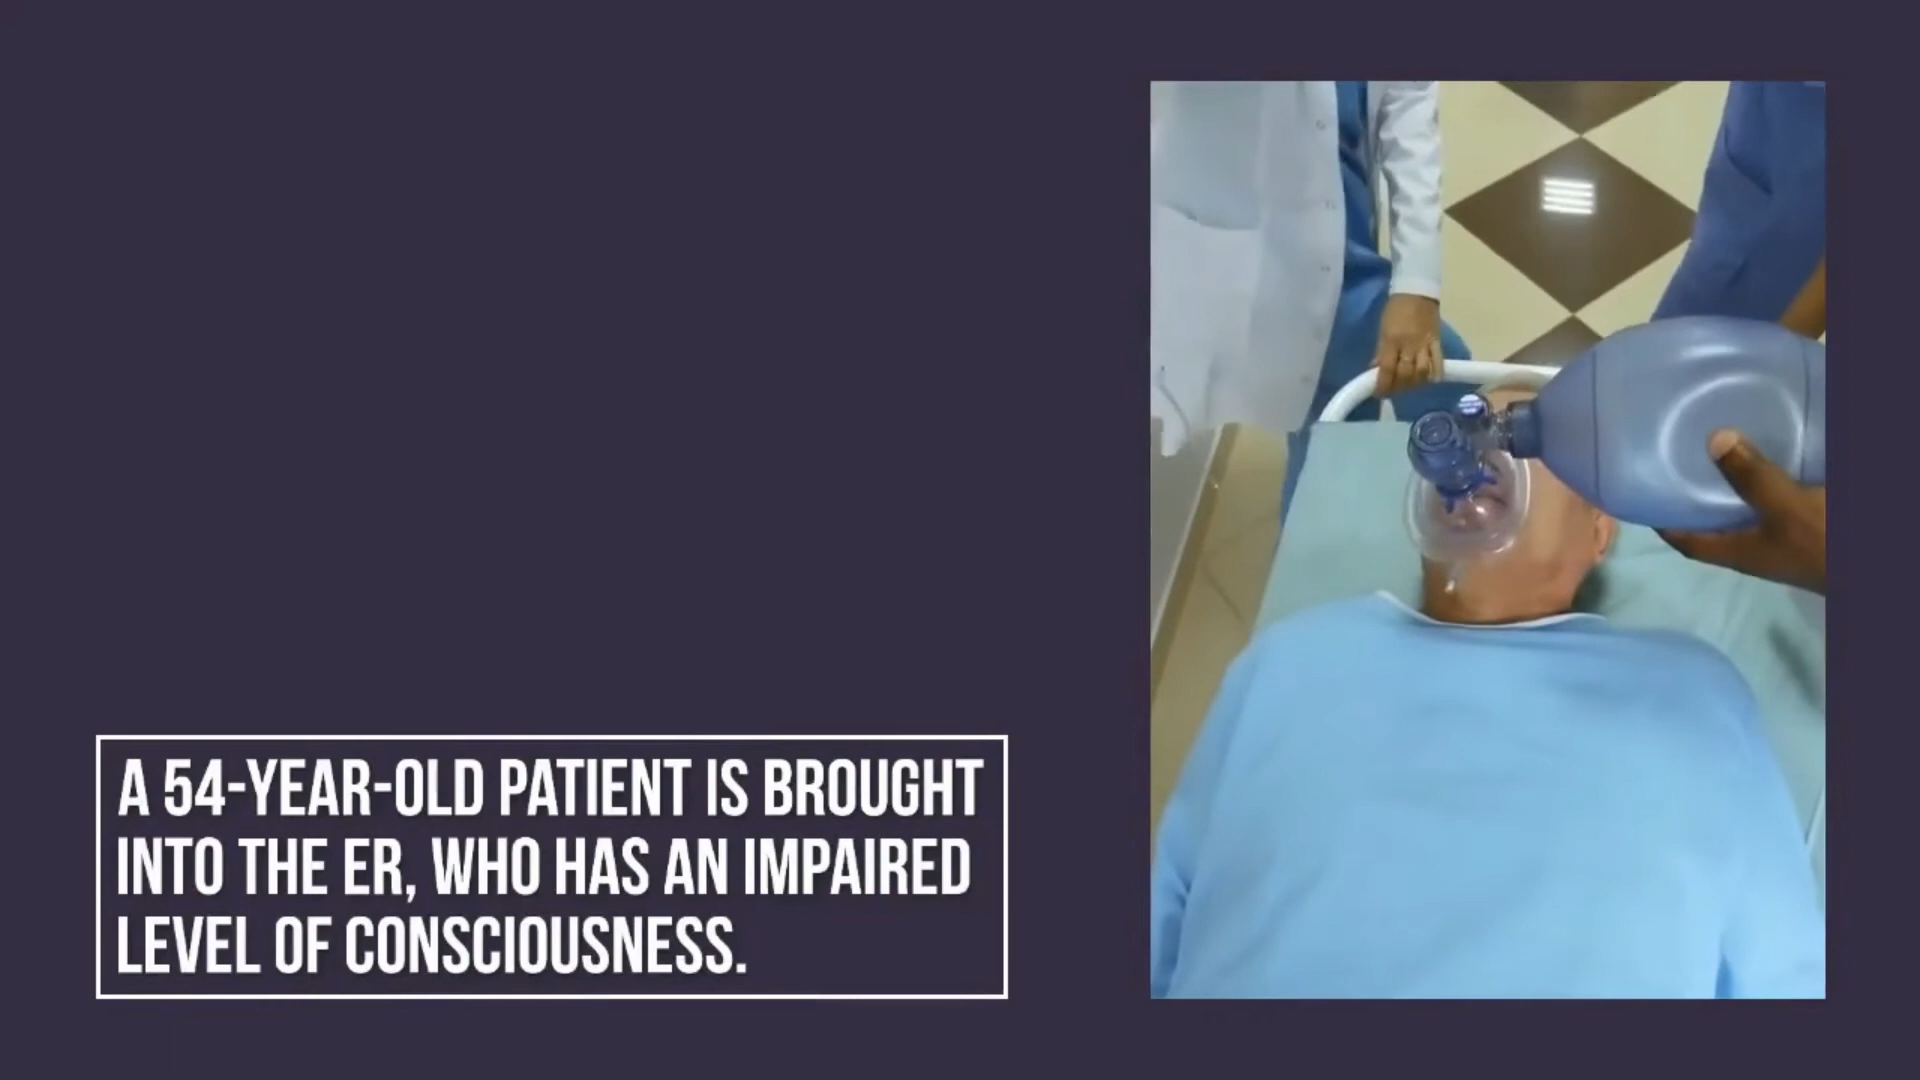 A 54-YEAR-OLD PATIENT IS BROUGHT
INTO THE ER, WHO HAS AN IMPAIRED
LEVEL OF CONSCIOUSNESS.